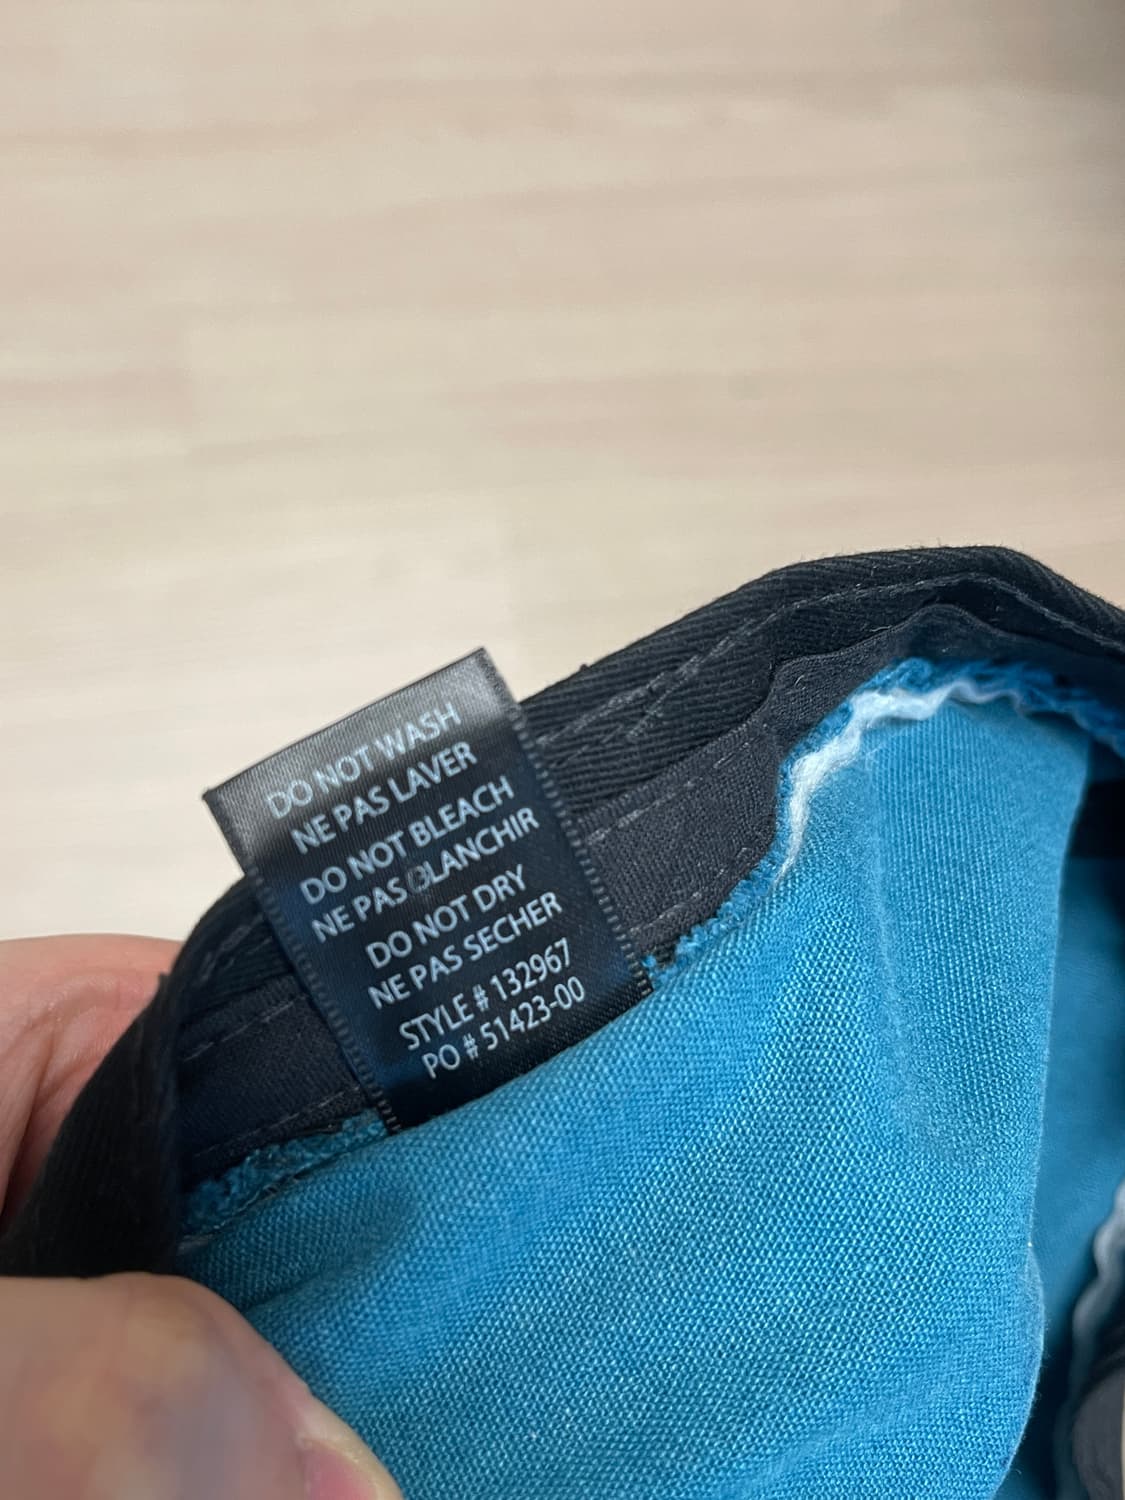 DO NOT WASH
NE PAS LAVER
DO NOT BLEACH
NE PAS BLANCHIR
DO NOT DRY
NE PAS SECHER
STYLE # 132967
PO # 51423-00